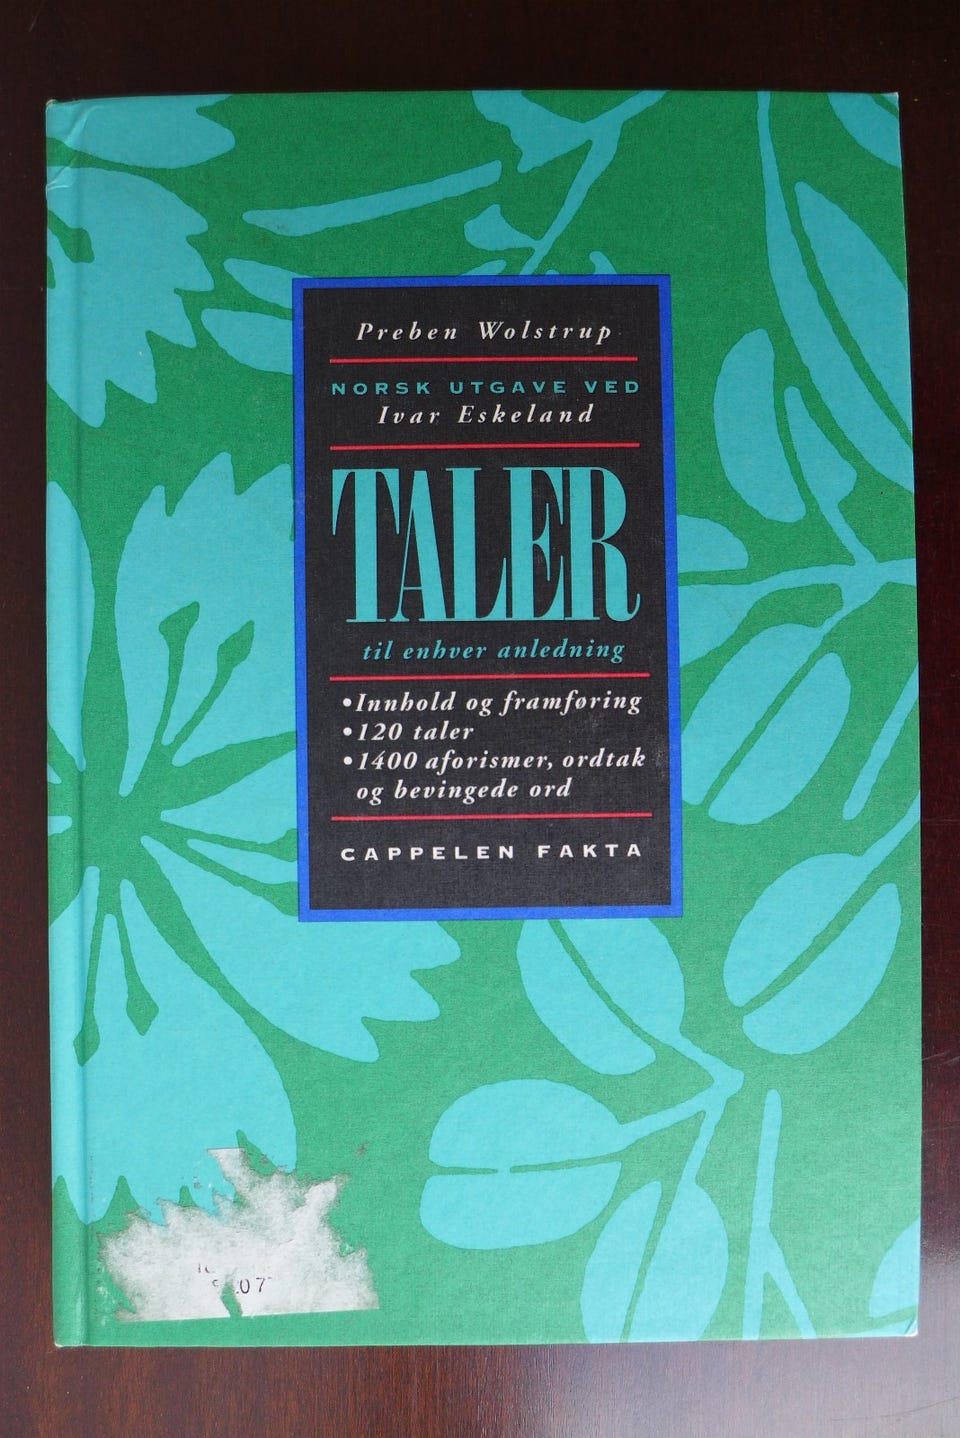 Preben Wolstrup
NORSK UTGAVE VED
Ivar Eskeland
TALER
til enhver anledning
•Innhold og framføring
•120 taler
•1400 aforismer, ordtak
og bevingede ord
CAPPELEN FAKTA